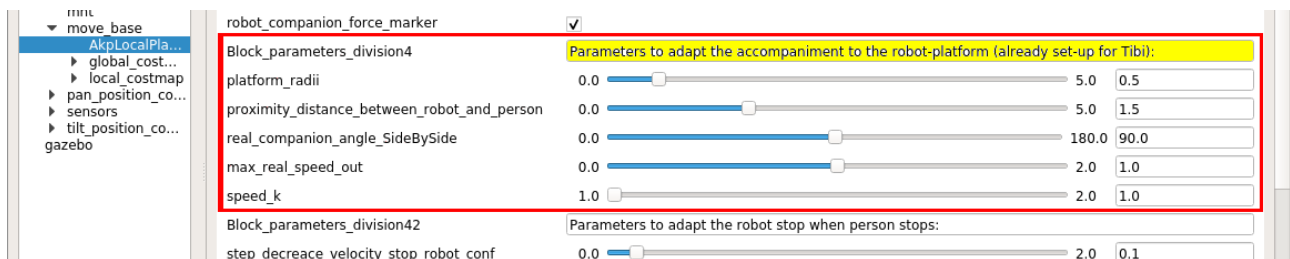 mnt
move_base
AkpLocalPla...
global_cost...
local_costmap
pan_position_co...
sensors
tilt_position_co...
gazebo
robot_companion_force_marker
Block_parameters_division4 Parameters to adapt the accompaniment to the robot-platform (already set-up for Tibi):
platform_radii 0.0 5.0 0.5
proximity_distance_between_robot_and_person 0.0 5.0 1.5
real_companion_angle_SideBySide 0.0 180.0 90.0
max_real_speed_out 0.0 2.0 1.0
speed_k 1.0 2.0 1.0
Block_parameters_division42 Parameters to adapt the robot stop when person stops:
step_decreace_velocity_stop_robot_conf 0.0 2.0 0.1